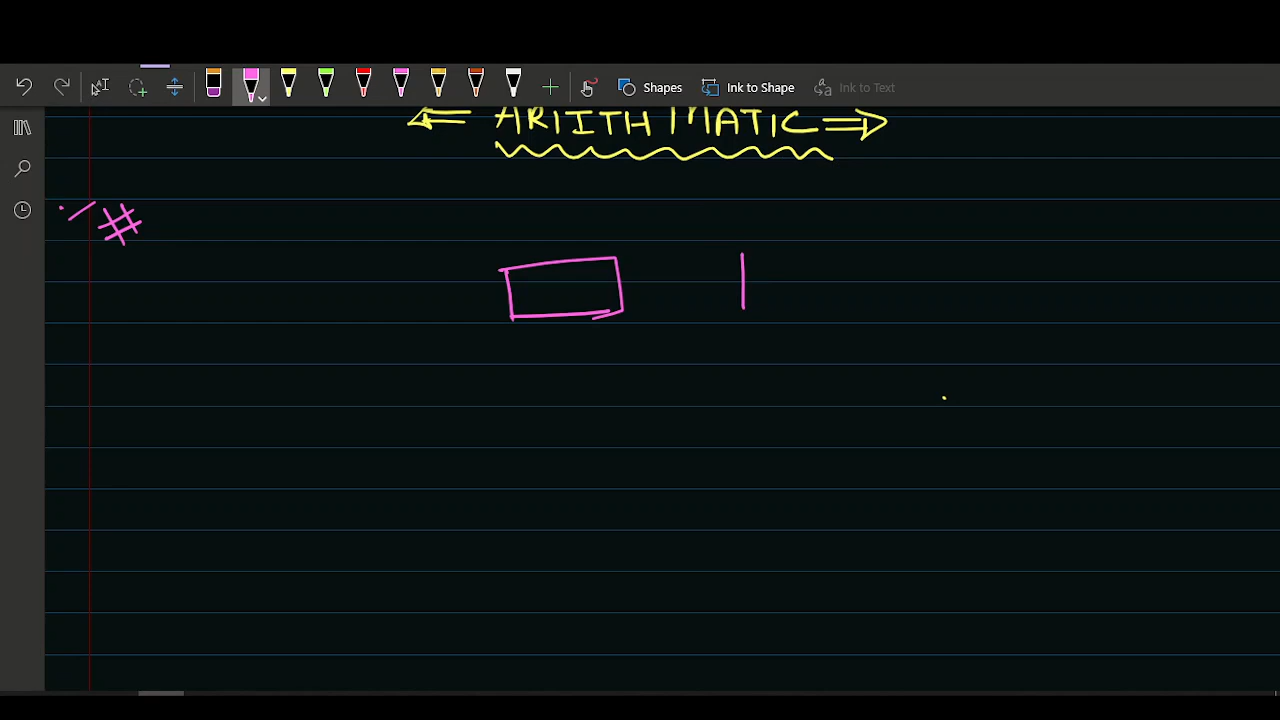 Shapes Ink to Shape Ink to Text
⇐ ARITHMATIC ⇒
#